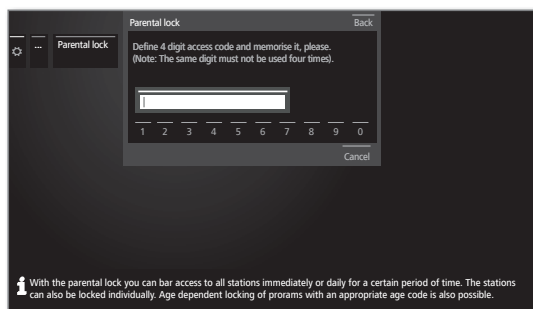 Parental lock Back
... Parental lock
Define 4 digit access code and memorise it, please.
(Note: The same digit must not be used four times).
1 2 3 4 5 6 7 8 9 0
Cancel
i With the parental lock you can bar access to all stations immediately or daily for a certain period of time. The stations
can also be locked individually. Age dependent locking of prorams with an appropriate age code is also possible.